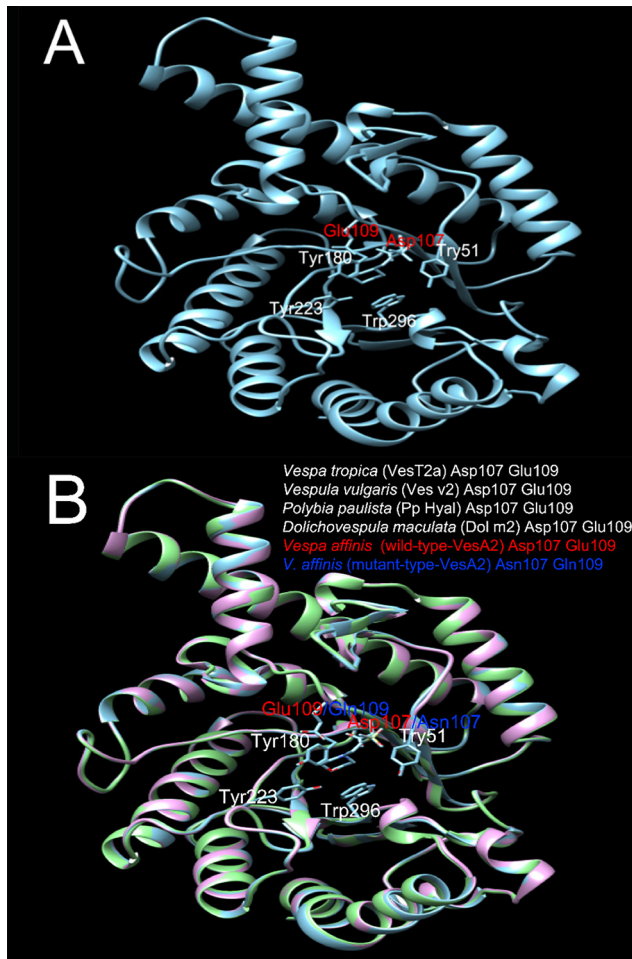 A
Glu109
Asp107
Try51
Tyr180
Tyr223
Trp296
B
Vespa tropica (VesT2a) Asp107 Glu109
Vespula vulgaris (Ves v2) Asp107 Glu109
Polybia paulista (Pp Hyal) Asp107 Glu109
Dolichovespula maculata (Dol m2) Asp107 Glu109
Vespa affinis (wild-type-VesA2) Asp107 Glu109
V. affinis (mutant-type-VesA2) Asn107 Gln109
Glu109/Gln109
Asp107/Asn107
Tyr180
Try51
Tyr223
Trp296